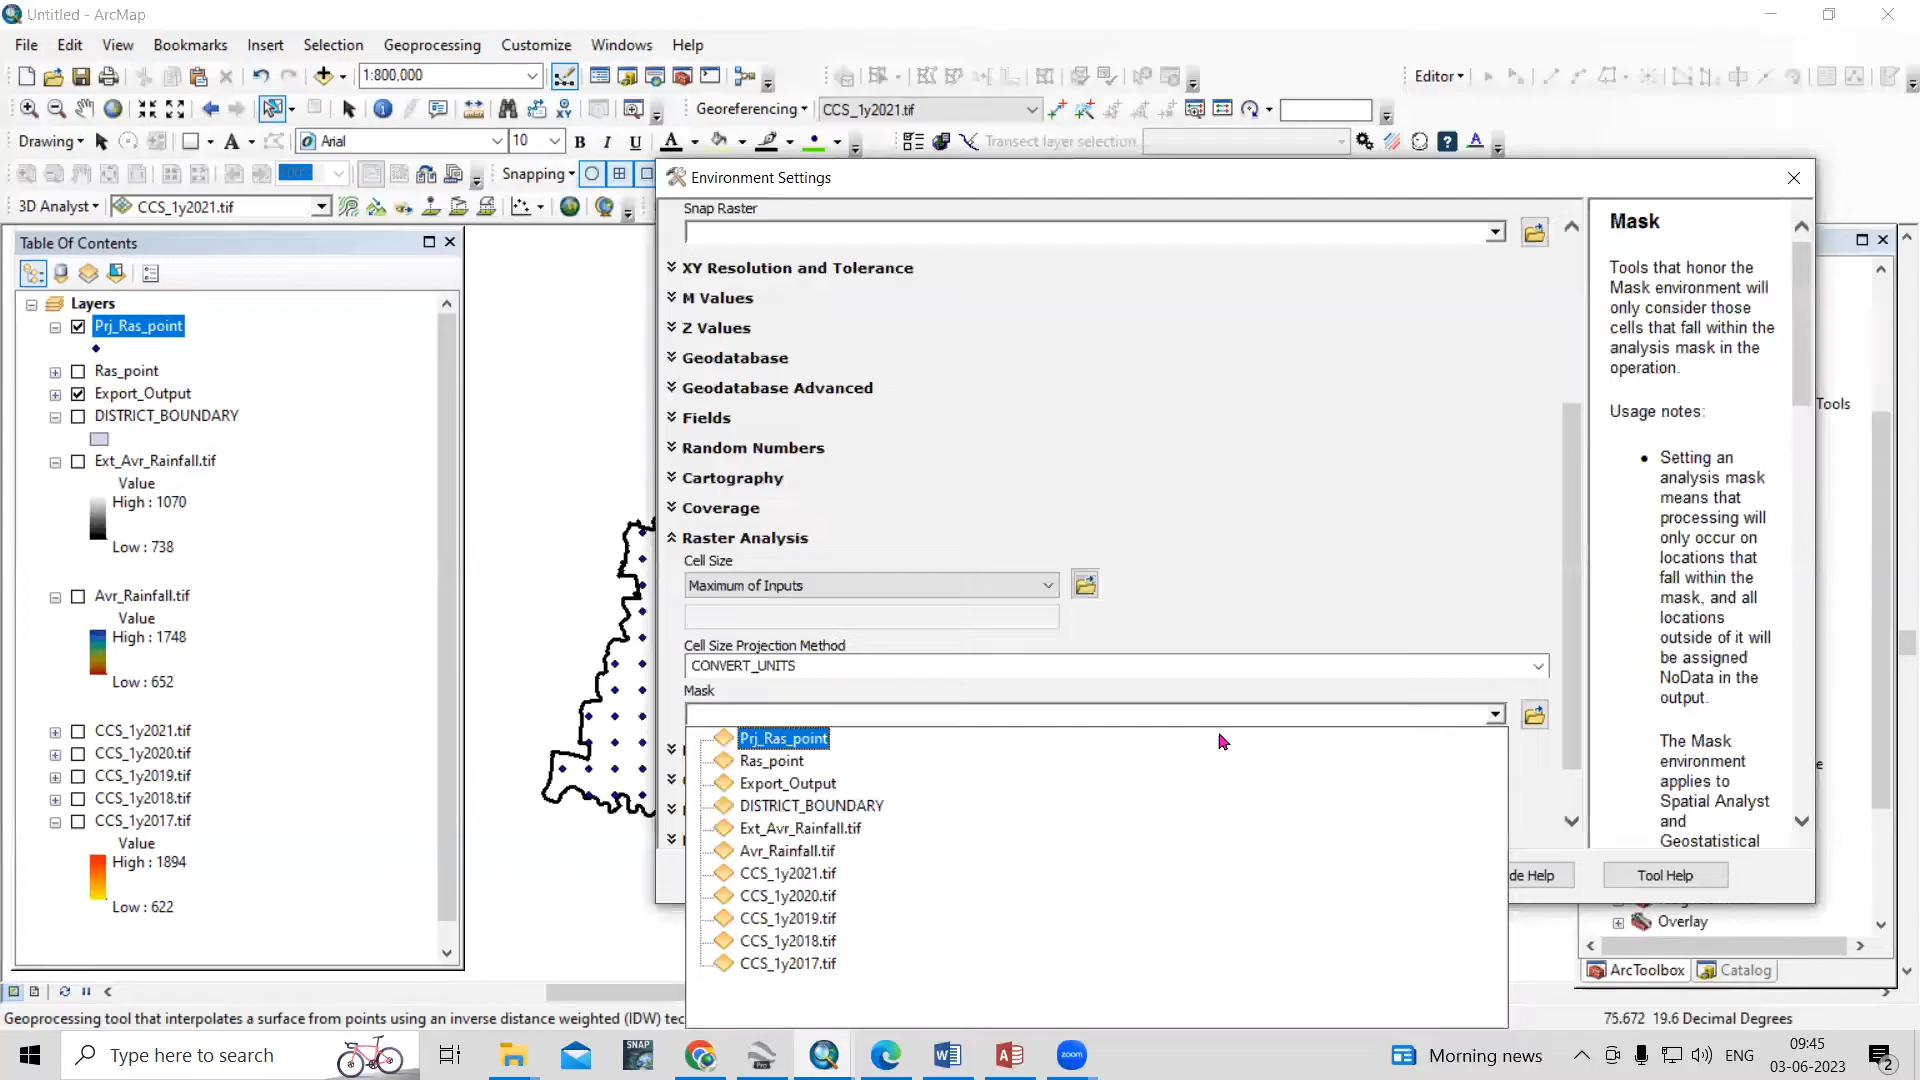 Untitled - ArcMap
File Edit View Bookmarks Insert Selection Geoprocessing Customize Windows Help
1:800,000
Editor
Georeferencing CCS_1y2021.tif
Drawing Arial 10 B I U A Transect layer selection
Snapping
3D Analyst CCS_1y2021.tif
Environment Settings
Table Of Contents
Layers
Prj_Ras_point
Ras_point
Export_Output
DISTRICT_BOUNDARY
Ext_Avr_Rainfall.tif
Value
High : 1070
Low : 738
Avr_Rainfall.tif
Value
High : 1748
Low : 652
CCS_1y2021.tif
CCS_1y2020.tif
CCS_1y2019.tif
CCS_1y2018.tif
CCS_1y2017.tif
Value
High : 1894
Low : 622
Snap Raster
XY Resolution and Tolerance
M Values
Z Values
Geodatabase
Geodatabase Advanced
Fields
Random Numbers
Cartography
Coverage
Raster Analysis
Cell Size
Maximum of Inputs
Cell Size Projection Method
CONVERT_UNITS
Mask
Prj_Ras_point
Ras_point
Export_Output
DISTRICT_BOUNDARY
Ext_Avr_Rainfall.tif
Avr_Rainfall.tif
CCS_1y2021.tif
CCS_1y2020.tif
CCS_1y2019.tif
CCS_1y2018.tif
CCS_1y2017.tif
Mask
Tools that honor the
Mask environment will
only consider those
cells that fall within the
analysis mask in the
operation.
Usage notes:
• Setting an
analysis mask
means that
processing will
only occur on
locations that
fall within the
mask, and all
locations
outside of it will
be assigned
NoData in the
output.
The Mask
environment
applies to
Spatial Analyst
and
Geostatistical
de Help Tool Help
Tools
Overlay
ArcToolbox Catalog
Geoprocessing tool that interpolates a surface from points using an inverse distance weighted (IDW) tec
75.672 19.6 Decimal Degrees
Type here to search
SNAP
Pro
zoom
Morning news
ENG
09:45
03-06-2023
2